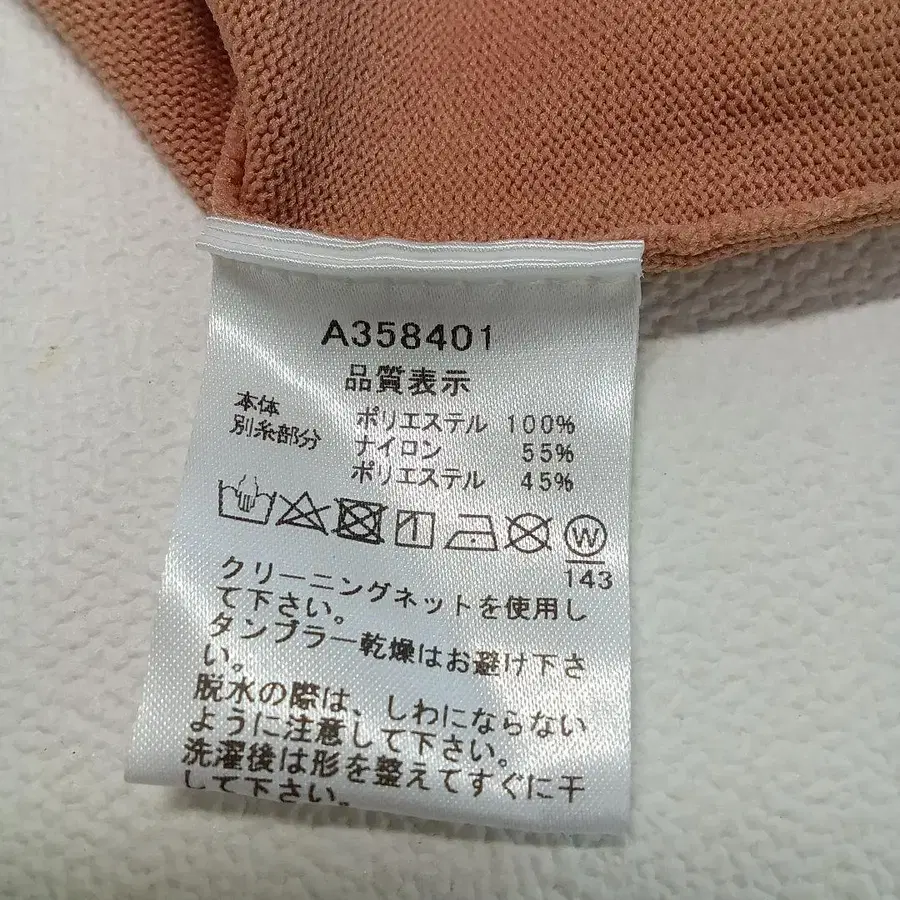 A358401
品質表示
本体 ポリエステル 100%
別糸部分 ナイロン 55%
ポリエステル 45%
W
143
クリーニングネットを使用し
て下さい。
タンブラー乾燥はお避け下さ
い。
脱水の際は、しわにならない
ように注意して下さい。
洗濯後は形を整えてすぐに干
して下さい。